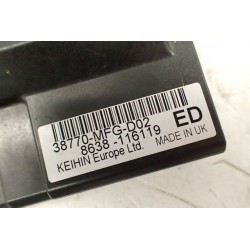 38770-MFG-D02
ED
8638-116119
MADE IN UK
KEIHIN Europe Ltd.